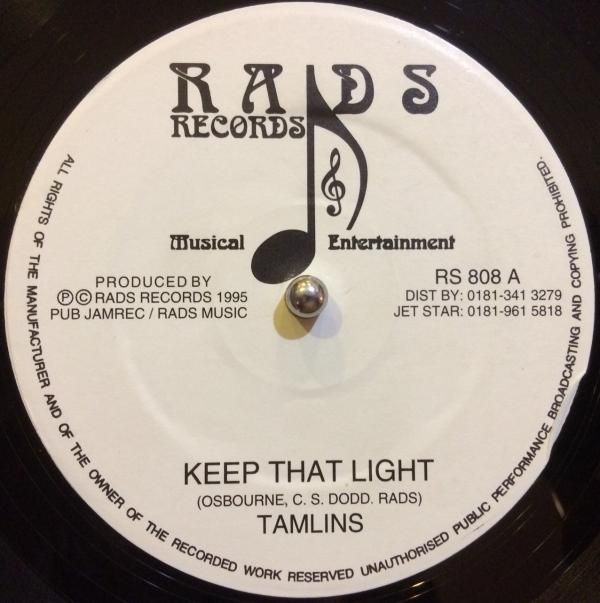 RADS
RECORDS
Musical Entertainment
PRODUCED BY
Ⓟ © RADS RECORDS 1995
PUB JAMREC / RADS MUSIC
RS 808 A
DIST BY: 0181-341 3279
JET STAR: 0181-961 5818
KEEP THAT LIGHT
(OSBOURNE, C. S. DODD. RADS)
TAMLINS
ALL RIGHTS OF THE MANUFACTURER AND OF THE OWNER OF THE RECORDED WORK RESERVED UNAUTHORISED PUBLIC PERFORMANCE BROADCASTING AND COPYING PROHIBITED.